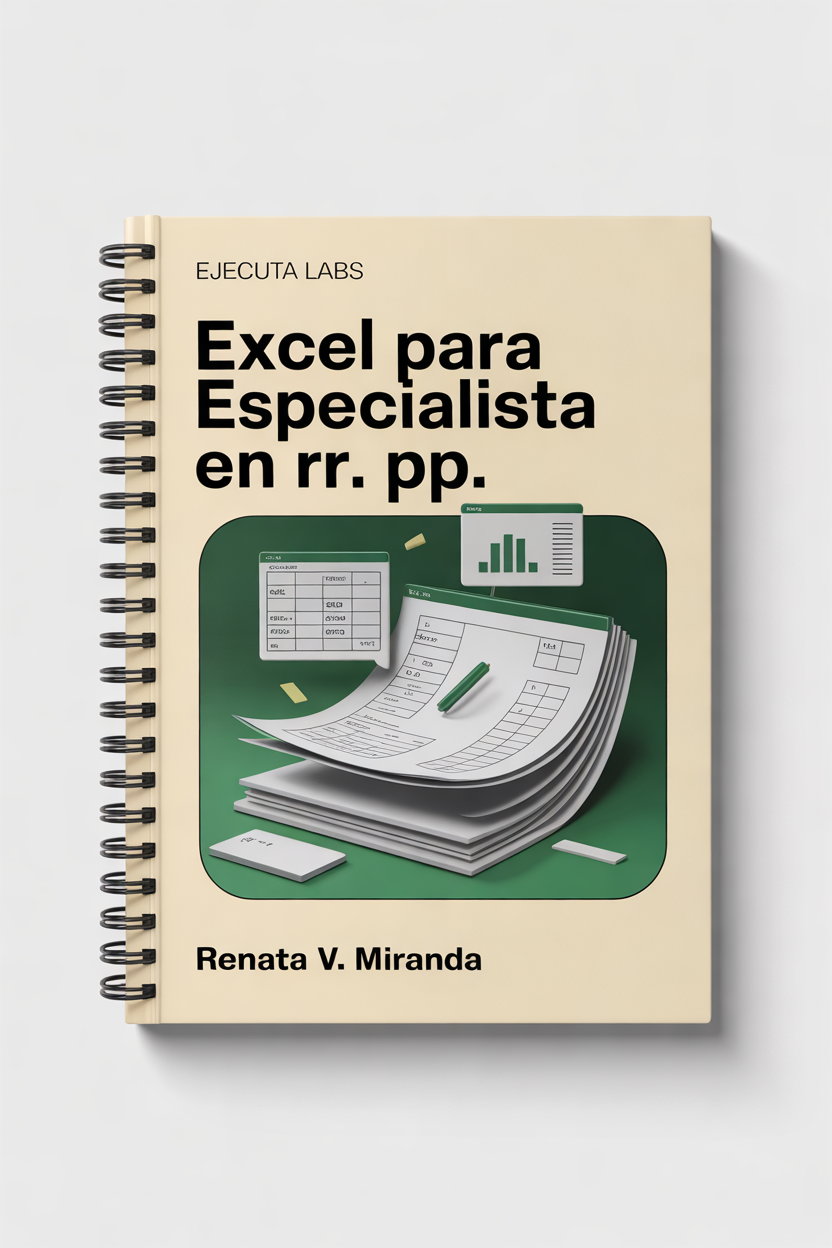 EJECUTA LABS
Excel para
Especialista
en rr. pp.
Renata V. Miranda